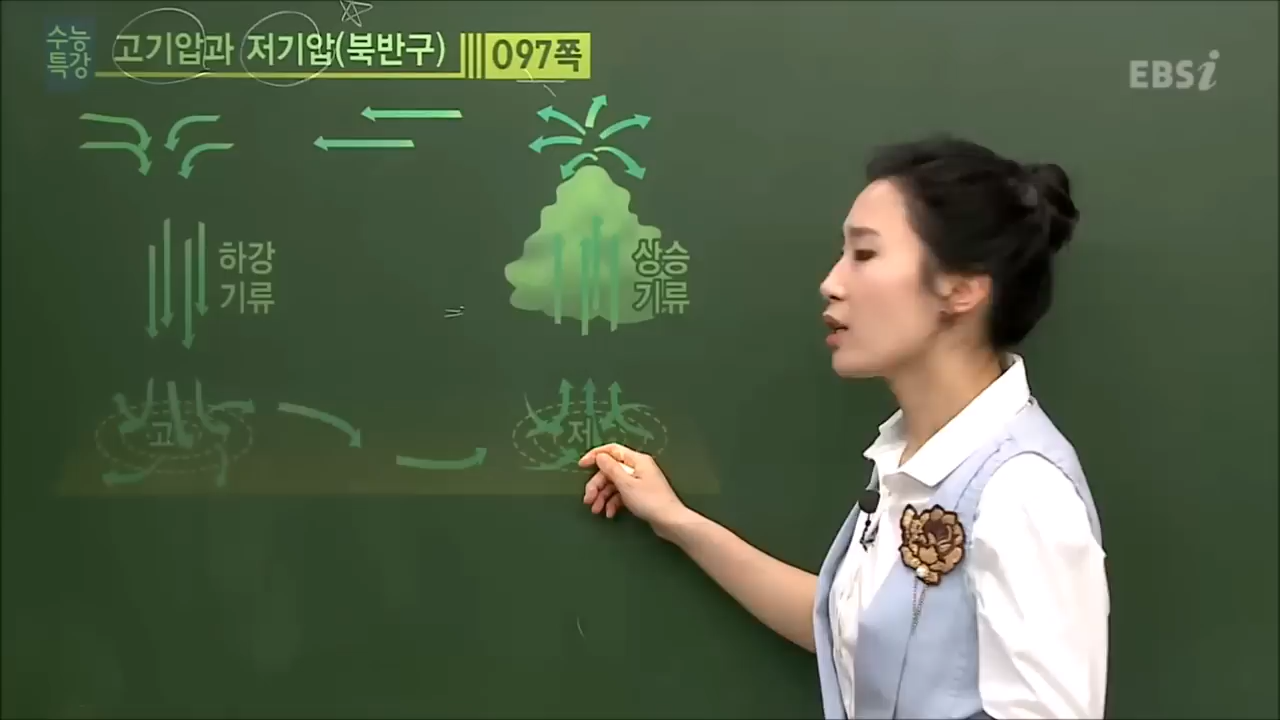 수능
특강
고기압과 저기압(북반구)
097쪽
EBSi
하강
기류
상승
기류
고
저